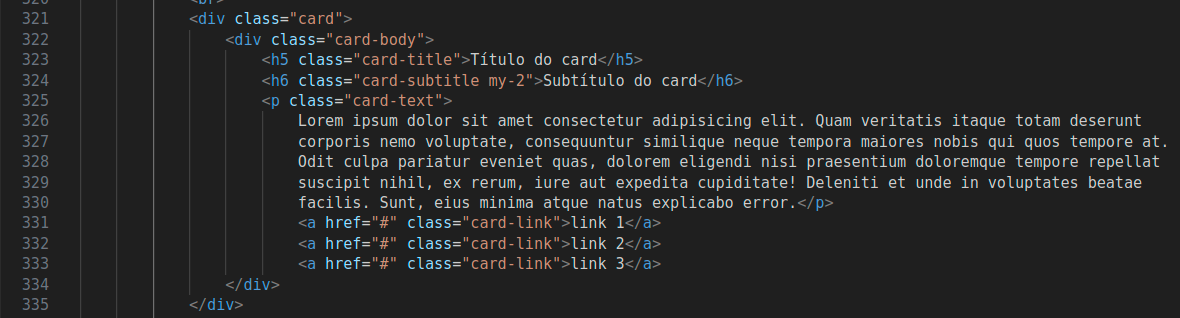 320 <br>
321 <div class="card">
322 <div class="card-body">
323 <h5 class="card-title">Título do card</h5>
324 <h6 class="card-subtitle my-2">Subtítulo do card</h6>
325 <p class="card-text">
326 Lorem ipsum dolor sit amet consectetur adipisicing elit. Quam veritatis itaque totam deserunt
327 corporis nemo voluptate, consequuntur similique neque tempora maiores nobis qui quos tempore at.
328 Odit culpa pariatur eveniet quas, dolorem eligendi nisi praesentium doloremque tempore repellat
329 suscipit nihil, ex rerum, iure aut expedita cupiditate! Deleniti et unde in voluptates beatae
330 facilis. Sunt, eius minima atque natus explicabo error.</p>
331 <a href="#" class="card-link">link 1</a>
332 <a href="#" class="card-link">link 2</a>
333 <a href="#" class="card-link">link 3</a>
334 </div>
335 </div>